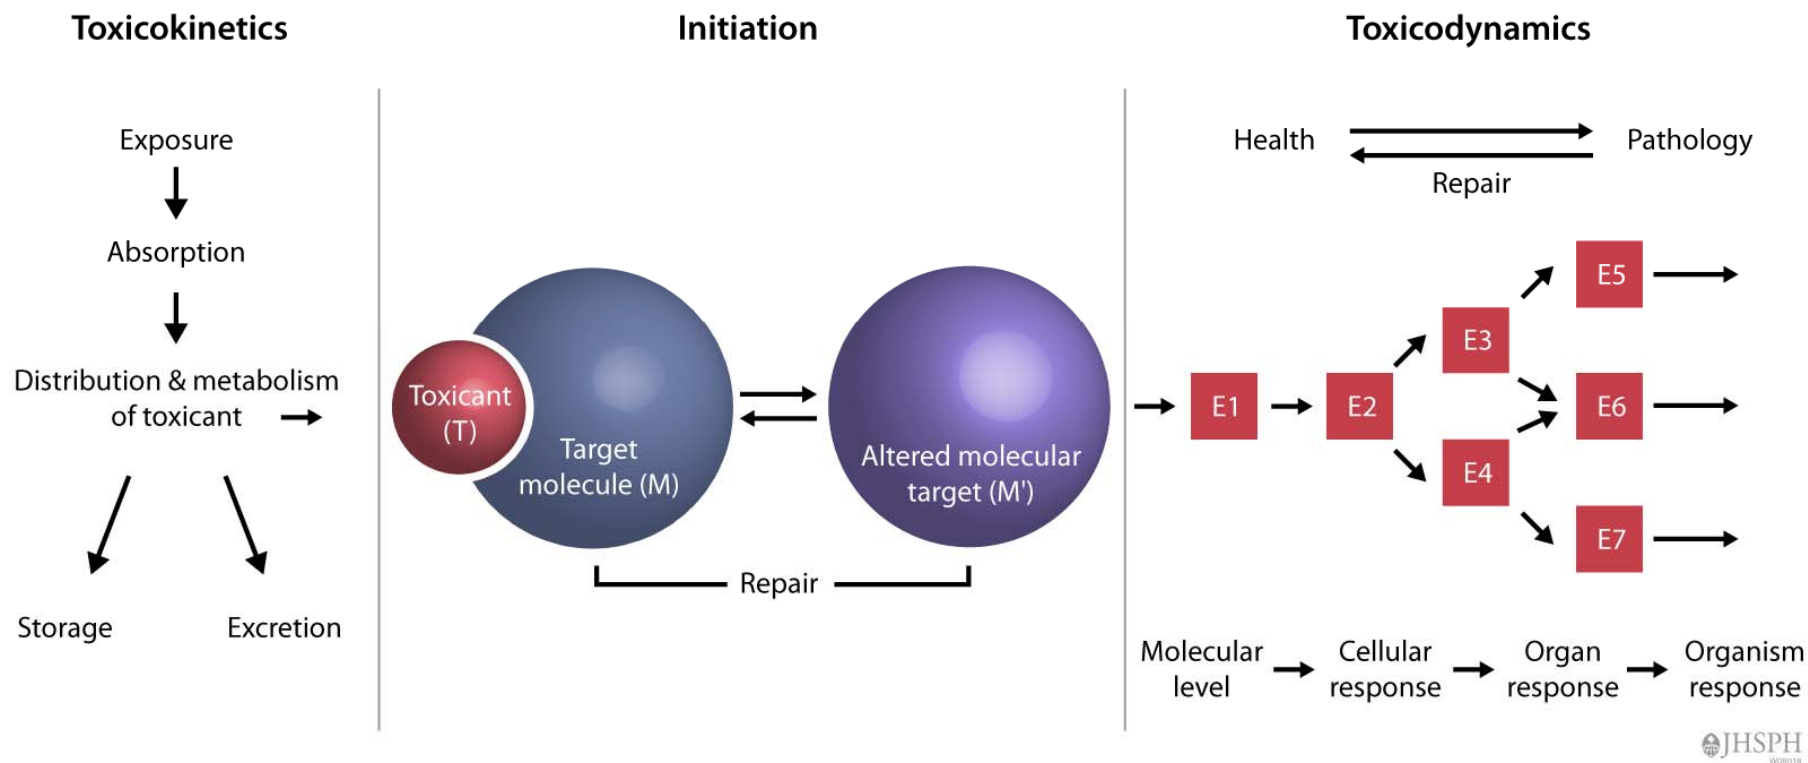 Toxicokinetics
Initiation
Toxicodynamics
Exposure
Absorption
Distribution & metabolism
of toxicant
Storage
Excretion
Toxicant
(T)
Target
molecule (M)
Altered molecular
target (M')
Repair
Health
Pathology
Repair
E1
E2
E3
E4
E5
E6
E7
Molecular
level
Cellular
response
Organ
response
Organism
response
JHSPH